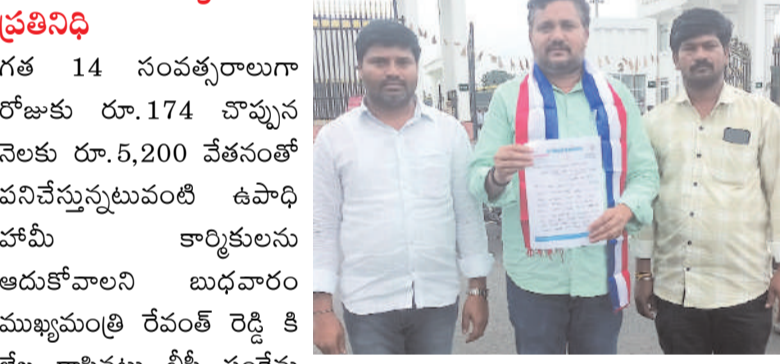 ప్రతినిధి
గత 14 సంవత్సరాలుగా
రోజుకు రూ.174 చొప్పున
నెలకు రూ.5,200 వేతనంతో
పనిచేస్తున్నటువంటి ఉపాధి
హామీ కార్మికులను
ఆదుకోవాలని బుధవారం
ముఖ్యమంత్రి రేవంత్ రెడ్డి కి